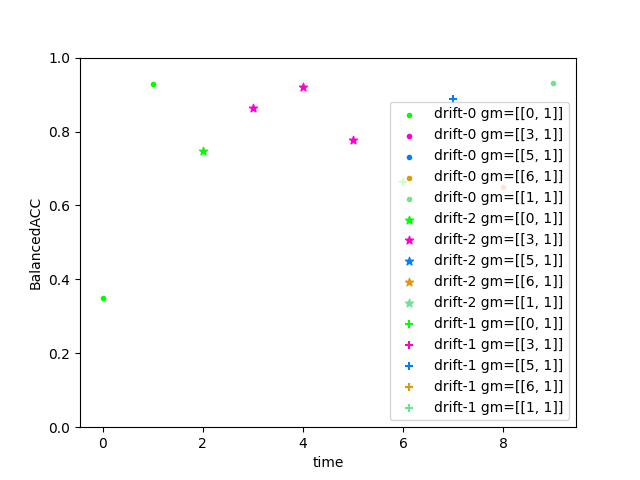 1.0
0.8
0.6
0.4
0.2
0.0
BalancedACC
0 2 4 6 8
time
drift-0 gm=[[0, 1]]
drift-0 gm=[[3, 1]]
drift-0 gm=[[5, 1]]
drift-0 gm=[[6, 1]]
drift-0 gm=[[1, 1]]
drift-2 gm=[[0, 1]]
drift-2 gm=[[3, 1]]
drift-2 gm=[[5, 1]]
drift-2 gm=[[6, 1]]
drift-2 gm=[[1, 1]]
drift-1 gm=[[0, 1]]
drift-1 gm=[[3, 1]]
drift-1 gm=[[5, 1]]
drift-1 gm=[[6, 1]]
drift-1 gm=[[1, 1]]